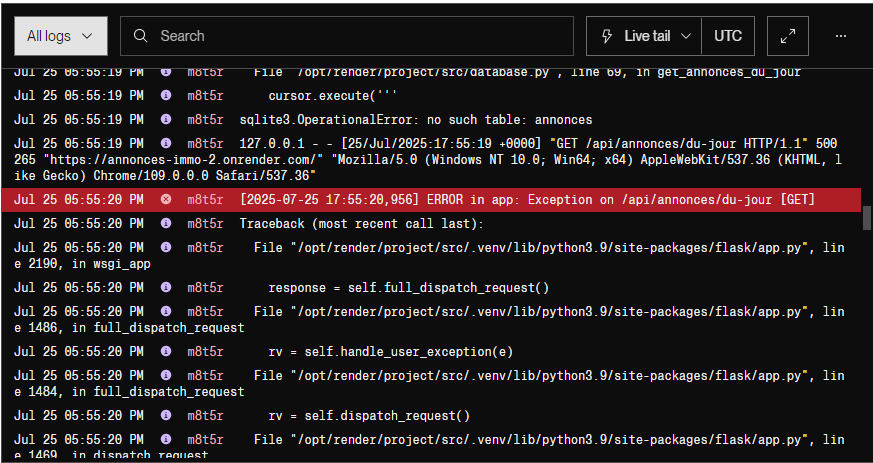 All logs
Search
Live tail
UTC
...
Jul 25 05:55:19 PM m8t5r File "/opt/render/project/src/database.py", line 69, in get_annonces_du_jour
Jul 25 05:55:19 PM m8t5r cursor.execute('''
Jul 25 05:55:19 PM m8t5r sqlite3.OperationalError: no such table: annonces
Jul 25 05:55:19 PM m8t5r 127.0.0.1 - - [25/Jul/2025:17:55:19 +0000] "GET /api/annonces/du-jour HTTP/1.1" 500
265 "https://annonces-immo-2.onrender.com/" "Mozilla/5.0 (Windows NT 10.0; Win64; x64) AppleWebKit/537.36 (KHTML, l
ike Gecko) Chrome/109.0.0.0 Safari/537.36"
Jul 25 05:55:20 PM m8t5r [2025-07-25 17:55:20,956] ERROR in app: Exception on /api/annonces/du-jour [GET]
Jul 25 05:55:20 PM m8t5r Traceback (most recent call last):
Jul 25 05:55:20 PM m8t5r File "/opt/render/project/src/.venv/lib/python3.9/site-packages/flask/app.py", lin
e 2190, in wsgi_app
Jul 25 05:55:20 PM m8t5r response = self.full_dispatch_request()
Jul 25 05:55:20 PM m8t5r File "/opt/render/project/src/.venv/lib/python3.9/site-packages/flask/app.py", lin
e 1486, in full_dispatch_request
Jul 25 05:55:20 PM m8t5r rv = self.handle_user_exception(e)
Jul 25 05:55:20 PM m8t5r File "/opt/render/project/src/.venv/lib/python3.9/site-packages/flask/app.py", lin
e 1484, in full_dispatch_request
Jul 25 05:55:20 PM m8t5r rv = self.dispatch_request()
Jul 25 05:55:20 PM m8t5r File "/opt/render/project/src/.venv/lib/python3.9/site-packages/flask/app.py", lin
e 1469, in dispatch_request